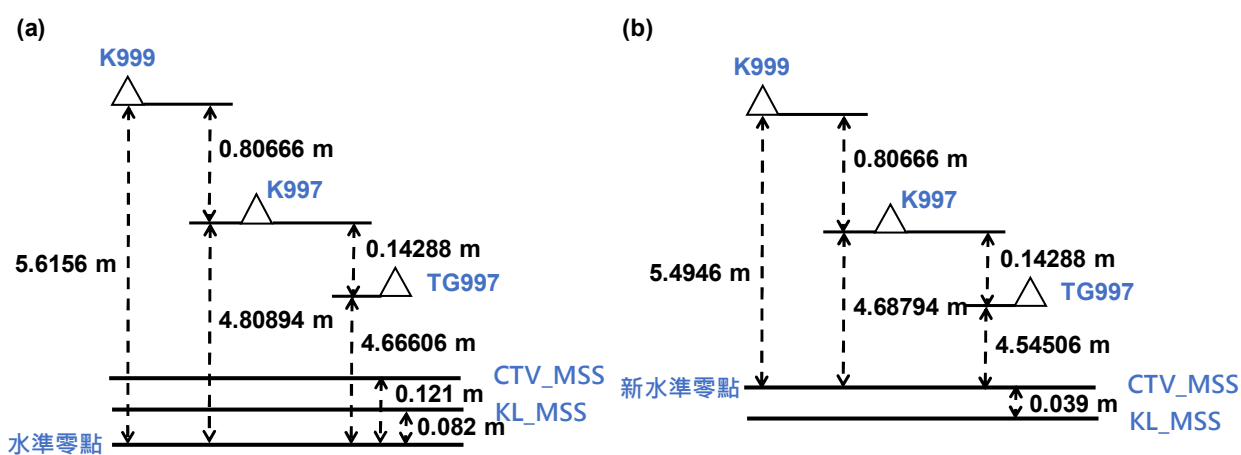 (a)
K999
0.80666 m
K997
5.6156 m
0.14288 m
TG997
4.80894 m
4.66606 m
CTV_MSS
0.121 m
KL_MSS
0.082 m
水準零點
(b)
K999
0.80666 m
K997
5.4946 m
0.14288 m
TG997
4.68794 m
4.54506 m
新水準零點
CTV_MSS
0.039 m
KL_MSS